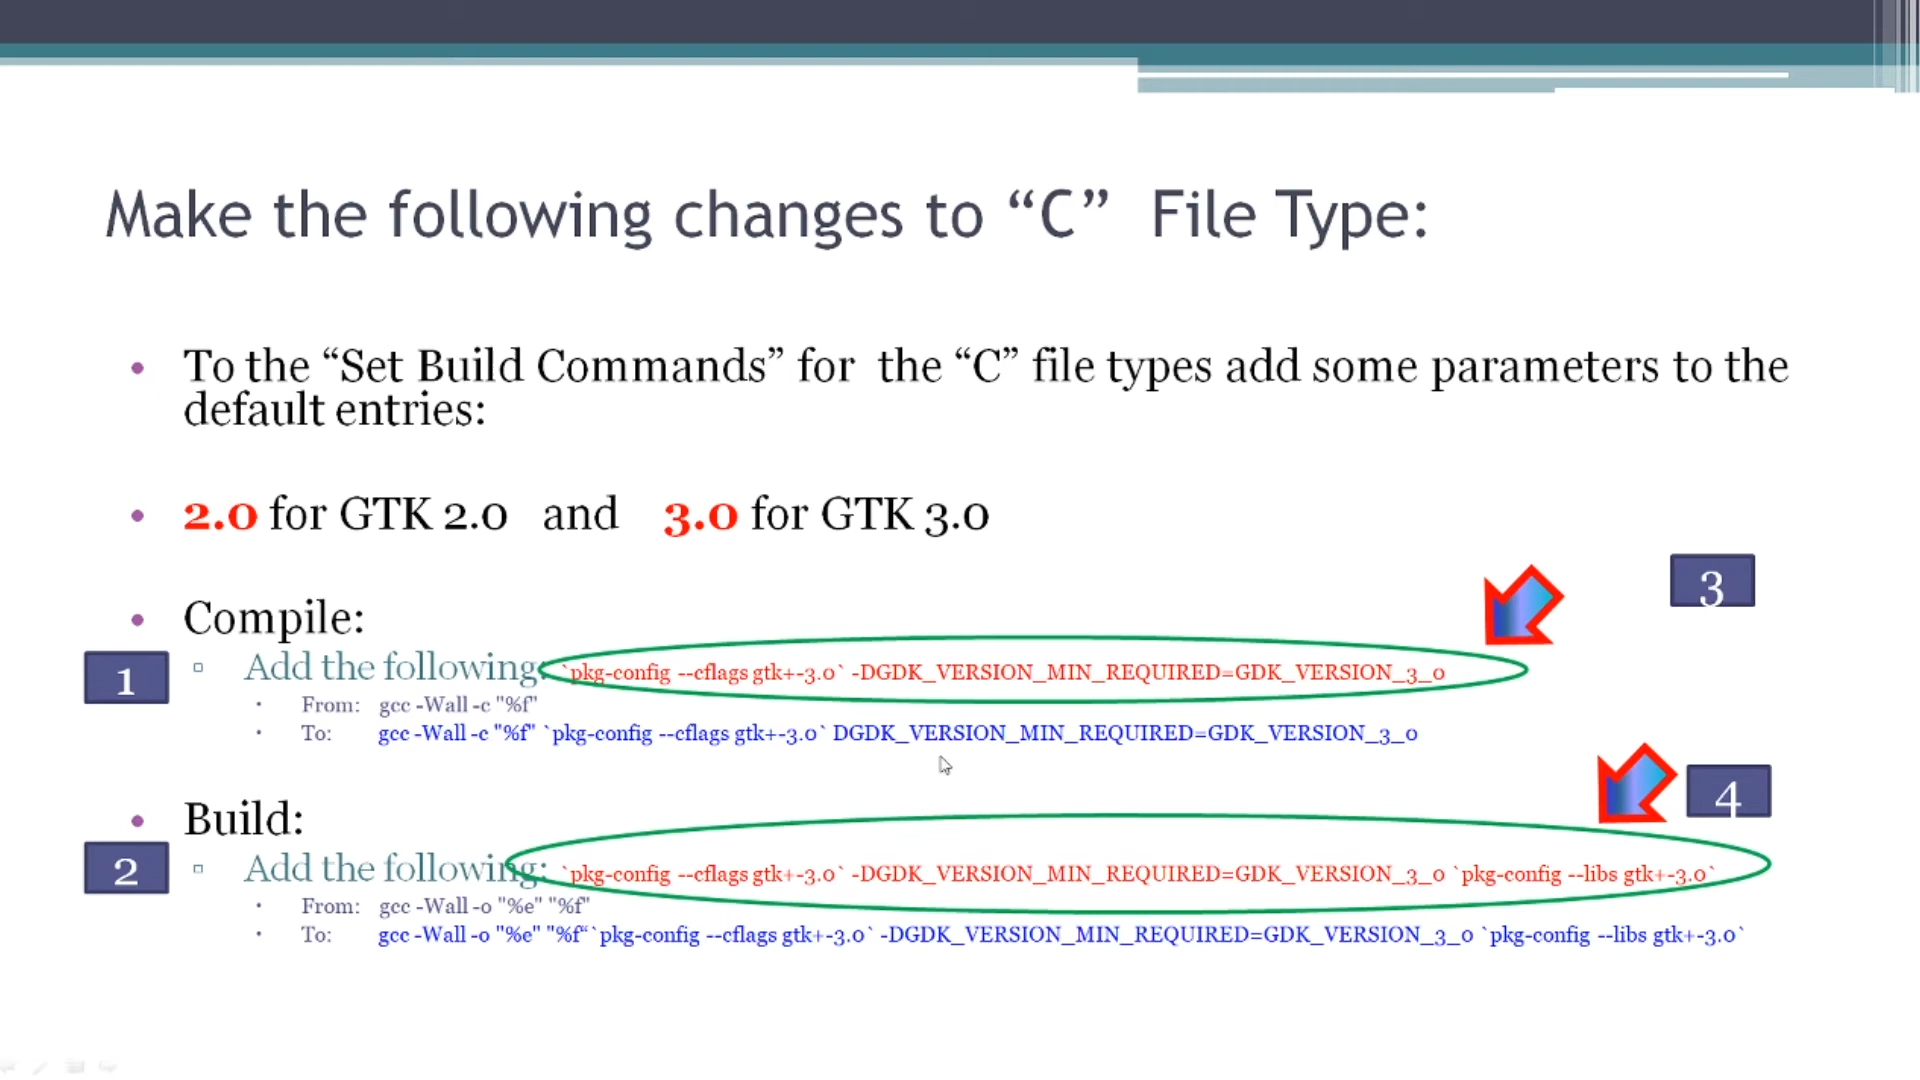 Make the following changes to “C”  File Type:
To the “Set Build Commands” for  the “C” file types add some parameters to the
default entries:
2.0 for GTK 2.0   and    3.0 for GTK 3.0
3
Compile:
1
Add the following: `pkg-config --cflags gtk+-3.0` -DGDK_VERSION_MIN_REQUIRED=GDK_VERSION_3_0
From:   gcc -Wall -c "%f"
To:   gcc -Wall -c "%f" `pkg-config --cflags gtk+-3.0` DGDK_VERSION_MIN_REQUIRED=GDK_VERSION_3_0
4
Build:
2
Add the following: `pkg-config --cflags gtk+-3.0` -DGDK_VERSION_MIN_REQUIRED=GDK_VERSION_3_0 `pkg-config --libs gtk+-3.0`
From:   gcc -Wall -o "%e" "%f"
To:   gcc -Wall -o "%e" "%f“`pkg-config --cflags gtk+-3.0` -DGDK_VERSION_MIN_REQUIRED=GDK_VERSION_3_0 `pkg-config --libs gtk+-3.0`